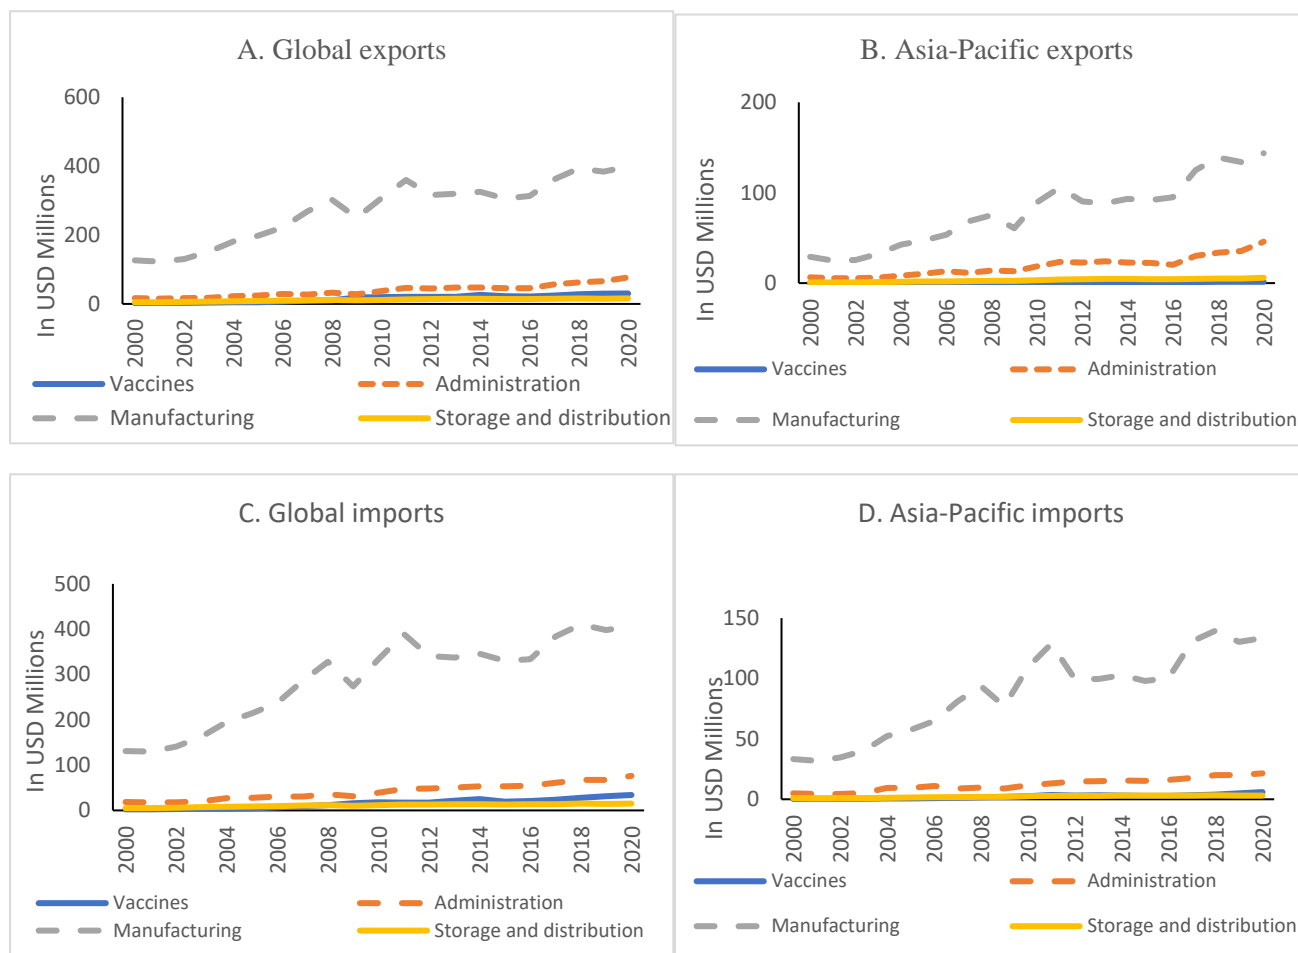 A. Global exports
In USD Millions
600
400
200
0
2000
2002
2004
2006
2008
2010
2012
2014
2016
2018
2020
Vaccines
Administration
Manufacturing
Storage and distribution
B. Asia-Pacific exports
In USD Millions
200
100
0
2000
2002
2004
2006
2008
2010
2012
2014
2016
2018
2020
Vaccines
Administration
Manufacturing
Storage and distribution
C. Global imports
In USD Millions
500
400
300
200
100
0
2000
2002
2004
2006
2008
2010
2012
2014
2016
2018
2020
Vaccines
Administration
Manufacturing
Storage and distribution
D. Asia-Pacific imports
In USD Millions
150
100
50
0
2000
2002
2004
2006
2008
2010
2012
2014
2016
2018
2020
Vaccines
Administration
Manufacturing
Storage and distribution